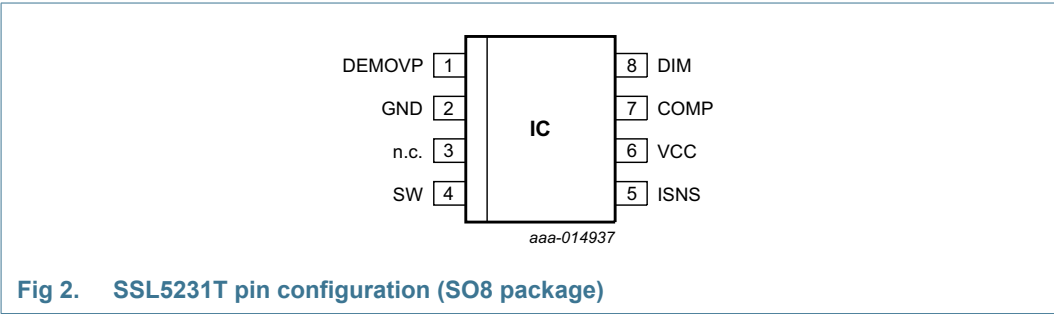 DEMOVP 1 8 DIM
GND 2 7 COMP
IC
n.c. 3 6 VCC
SW 4 5 ISNS
aaa-014937
Fig 2. SSL5231T pin configuration (SO8 package)